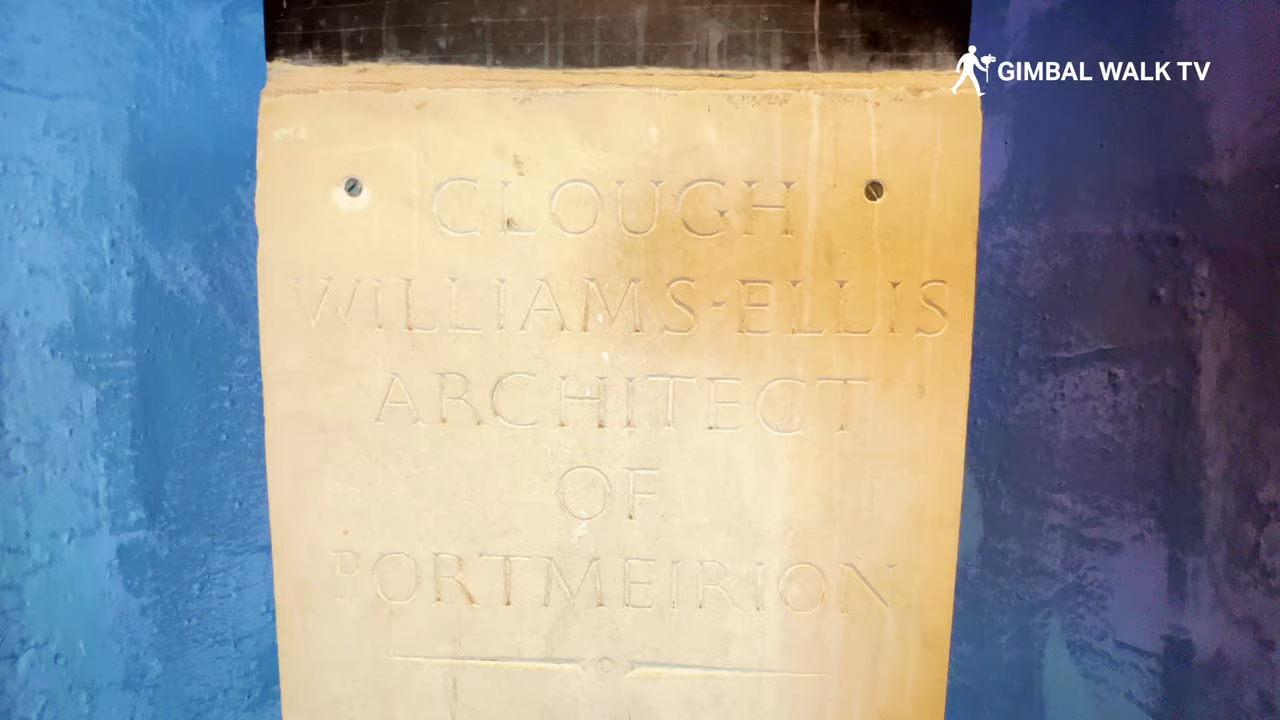 GIMBAL WALK TV
CLOUGH
WILLIAMS-ELLIS
ARCHITECT
OF
PORTMEIRION